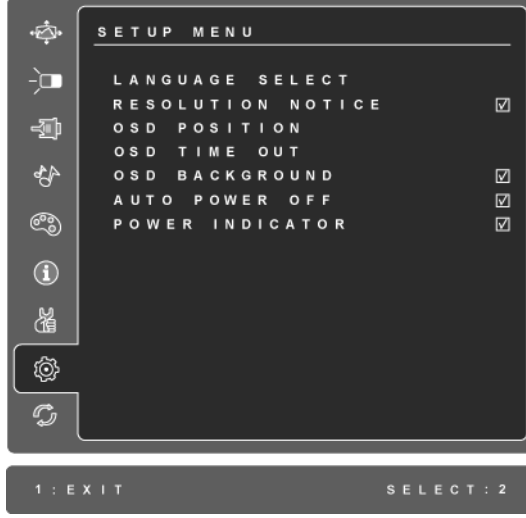 SETUP MENU
LANGUAGE SELECT
RESOLUTION NOTICE
OSD POSITION
OSD TIME OUT
OSD BACKGROUND
AUTO POWER OFF
POWER INDICATOR
1:EXIT SELECT:2